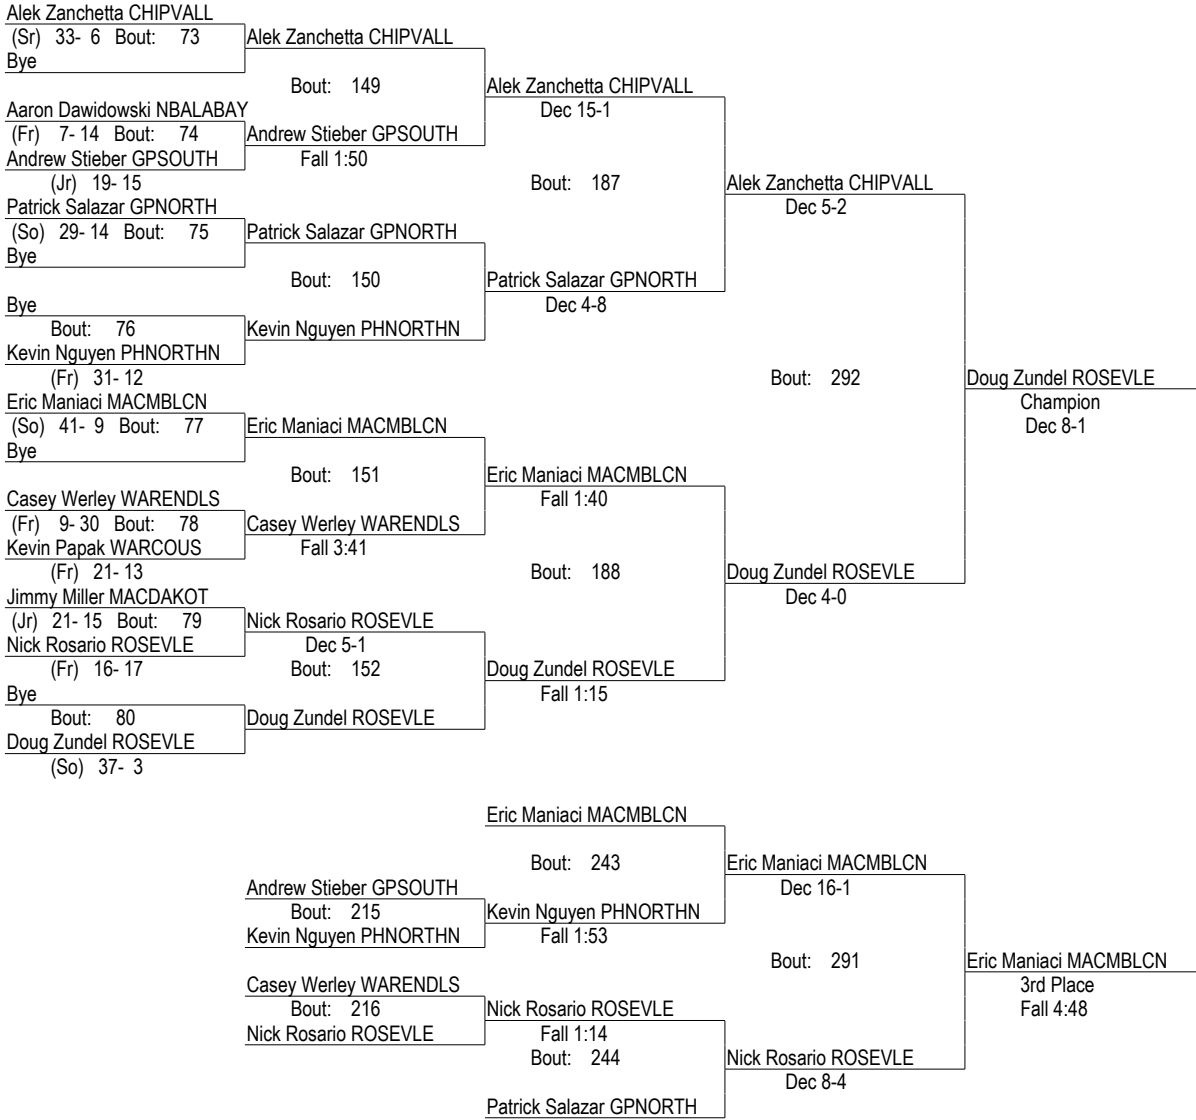 Alek Zanchetta CHIPVALL
(Sr) 33- 6 Bout: 73
Alek Zanchetta CHIPVALL
Bye
Bout: 149
Alek Zanchetta CHIPVALL
Aaron Dawidowski NBALABAY
Dec 15-1
(Fr) 7- 14 Bout: 74
Andrew Stieber GPSOUTH
Andrew Stieber GPSOUTH
Fall 1:50
(Jr) 19- 15
Bout: 187
Alek Zanchetta CHIPVALL
Patrick Salazar GPNORTH
Dec 5-2
(So) 29- 14 Bout: 75
Patrick Salazar GPNORTH
Bye
Bout: 150
Patrick Salazar GPNORTH
Bye
Dec 4-8
Bout: 76
Kevin Nguyen PHNORTHN
Kevin Nguyen PHNORTHN
(Fr) 31- 12
Bout: 292
Doug Zundel ROSEVLE
Eric Maniaci MACMBLCN
Champion
(So) 41- 9 Bout: 77
Eric Maniaci MACMBLCN
Dec 8-1
Bye
Bout: 151
Eric Maniaci MACMBLCN
Casey Werley WARENDLS
Fall 1:40
(Fr) 9- 30 Bout: 78
Casey Werley WARENDLS
Kevin Papak WARCOUS
Fall 3:41
(Fr) 21- 13
Bout: 188
Doug Zundel ROSEVLE
Jimmy Miller MACDAKOT
Dec 4-0
(Jr) 21- 15 Bout: 79
Nick Rosario ROSEVLE
Nick Rosario ROSEVLE
Dec 5-1
(Fr) 16- 17
Bout: 152
Doug Zundel ROSEVLE
Bye
Fall 1:15
Bout: 80
Doug Zundel ROSEVLE
Doug Zundel ROSEVLE
(So) 37- 3
Eric Maniaci MACMBLCN
Bout: 243
Eric Maniaci MACMBLCN
Andrew Stieber GPSOUTH
Dec 16-1
Bout: 215
Kevin Nguyen PHNORTHN
Kevin Nguyen PHNORTHN
Fall 1:53
Bout: 291
Eric Maniaci MACMBLCN
Casey Werley WARENDLS
3rd Place
Bout: 216
Nick Rosario ROSEVLE
Fall 4:48
Nick Rosario ROSEVLE
Fall 1:14
Bout: 244
Nick Rosario ROSEVLE
Dec 8-4
Patrick Salazar GPNORTH